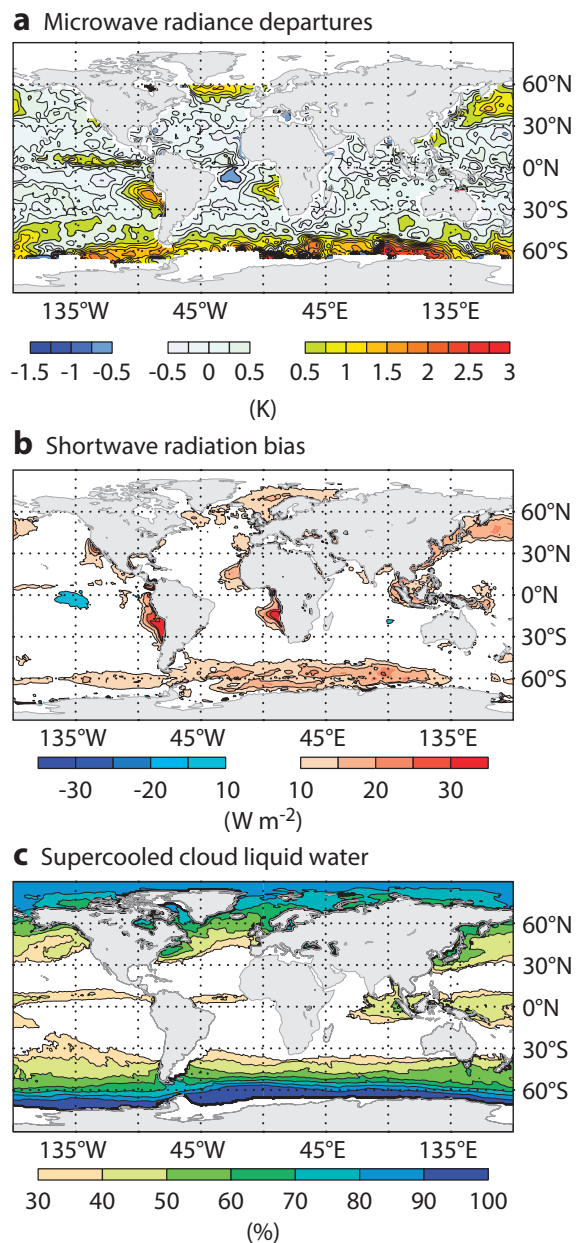 a Microwave radiance departures
60°N
30°N
0°N
30°S
60°S
135°W 45°W 45°E 135°E
-1.5 -1 -0.5 -0.5 0 0.5 0.5 1 1.5 2 2.5 3
(K)
b Shortwave radiation bias
60°N
30°N
0°N
30°S
60°S
135°W 45°W 45°E 135°E
-30 -20 10 10 20 30
(W m-2)
c Supercooled cloud liquid water
60°N
30°N
0°N
30°S
60°S
135°W 45°W 45°E 135°E
30 40 50 60 70 80 90 100
(%)